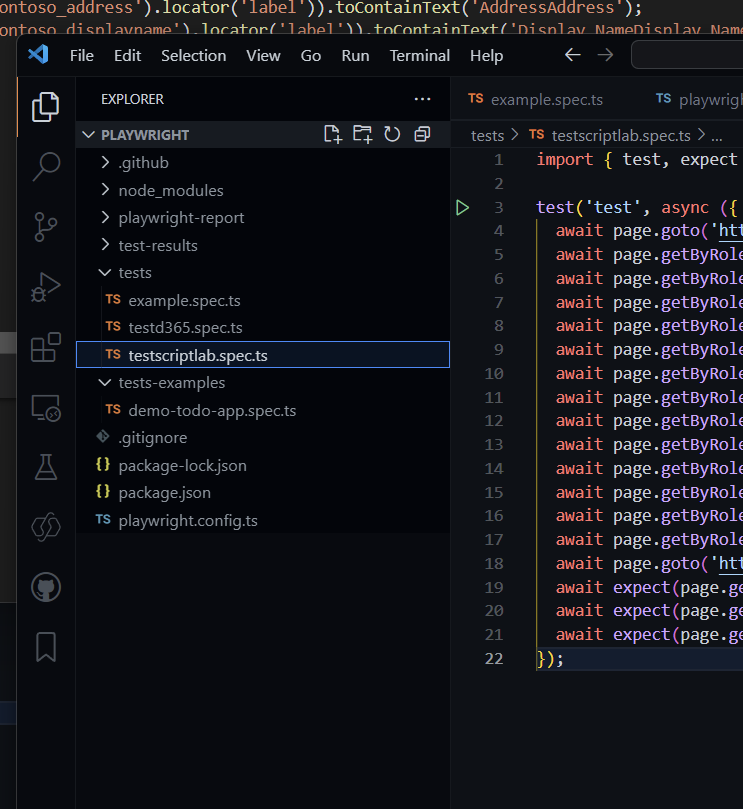 ontoso_address').locator('label')).toContainText('AddressAddress');
ontoso_displayname').locator('label')).toContainText('Display NameDisplay Name
File Edit Selection View Go Run Terminal Help
EXPLORER
PLAYWRIGHT
.github
node_modules
playwright-report
test-results
tests
TS example.spec.ts
TS testd365.spec.ts
TS testscriptlab.spec.ts
tests-examples
TS demo-todo-app.spec.ts
.gitignore
{} package-lock.json
{} package.json
TS playwright.config.ts
TS example.spec.ts TS playwrigh
tests > TS testscriptlab.spec.ts > ...
1 import { test, expect
2
3 test('test', async ({
4 await page.goto('htt
5 await page.getByRole
6 await page.getByRole
7 await page.getByRole
8 await page.getByRole
9 await page.getByRole
10 await page.getByRole
11 await page.getByRole
12 await page.getByRole
13 await page.getByRole
14 await page.getByRole
15 await page.getByRole
16 await page.getByRole
17 await page.getByRole
18 await page.goto('htt
19 await expect(page.ge
20 await expect(page.ge
21 await expect(page.ge
22 });